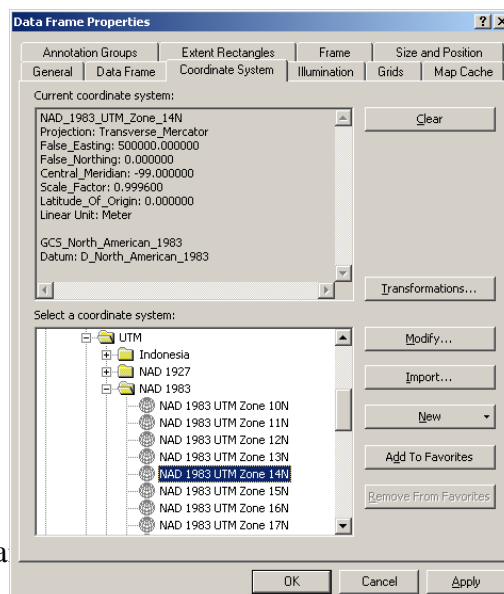 Data Frame Properties
Annotation Groups Extent Rectangles Frame Size and Position
General Data Frame Coordinate System Illumination Grids Map Cache
Current coordinate system:
NAD_1983_UTM_Zone_14N
Projection: Transverse_Mercator
False_Easting: 500000.000000
False_Northing: 0.000000
Central_Meridian: -99.000000
Scale_Factor: 0.999600
Latitude_Of_Origin: 0.000000
Linear Unit: Meter
GCS_North_American_1983
Datum: D_North_American_1983
Clear
Transformations...
Select a coordinate system:
UTM
Indonesia
NAD 1927
NAD 1983
NAD 1983 UTM Zone 10N
NAD 1983 UTM Zone 11N
NAD 1983 UTM Zone 12N
NAD 1983 UTM Zone 13N
NAD 1983 UTM Zone 14N
NAD 1983 UTM Zone 15N
NAD 1983 UTM Zone 16N
NAD 1983 UTM Zone 17N
Modify...
Import...
New
Add To Favorites
Remove From Favorites
OK Cancel Apply